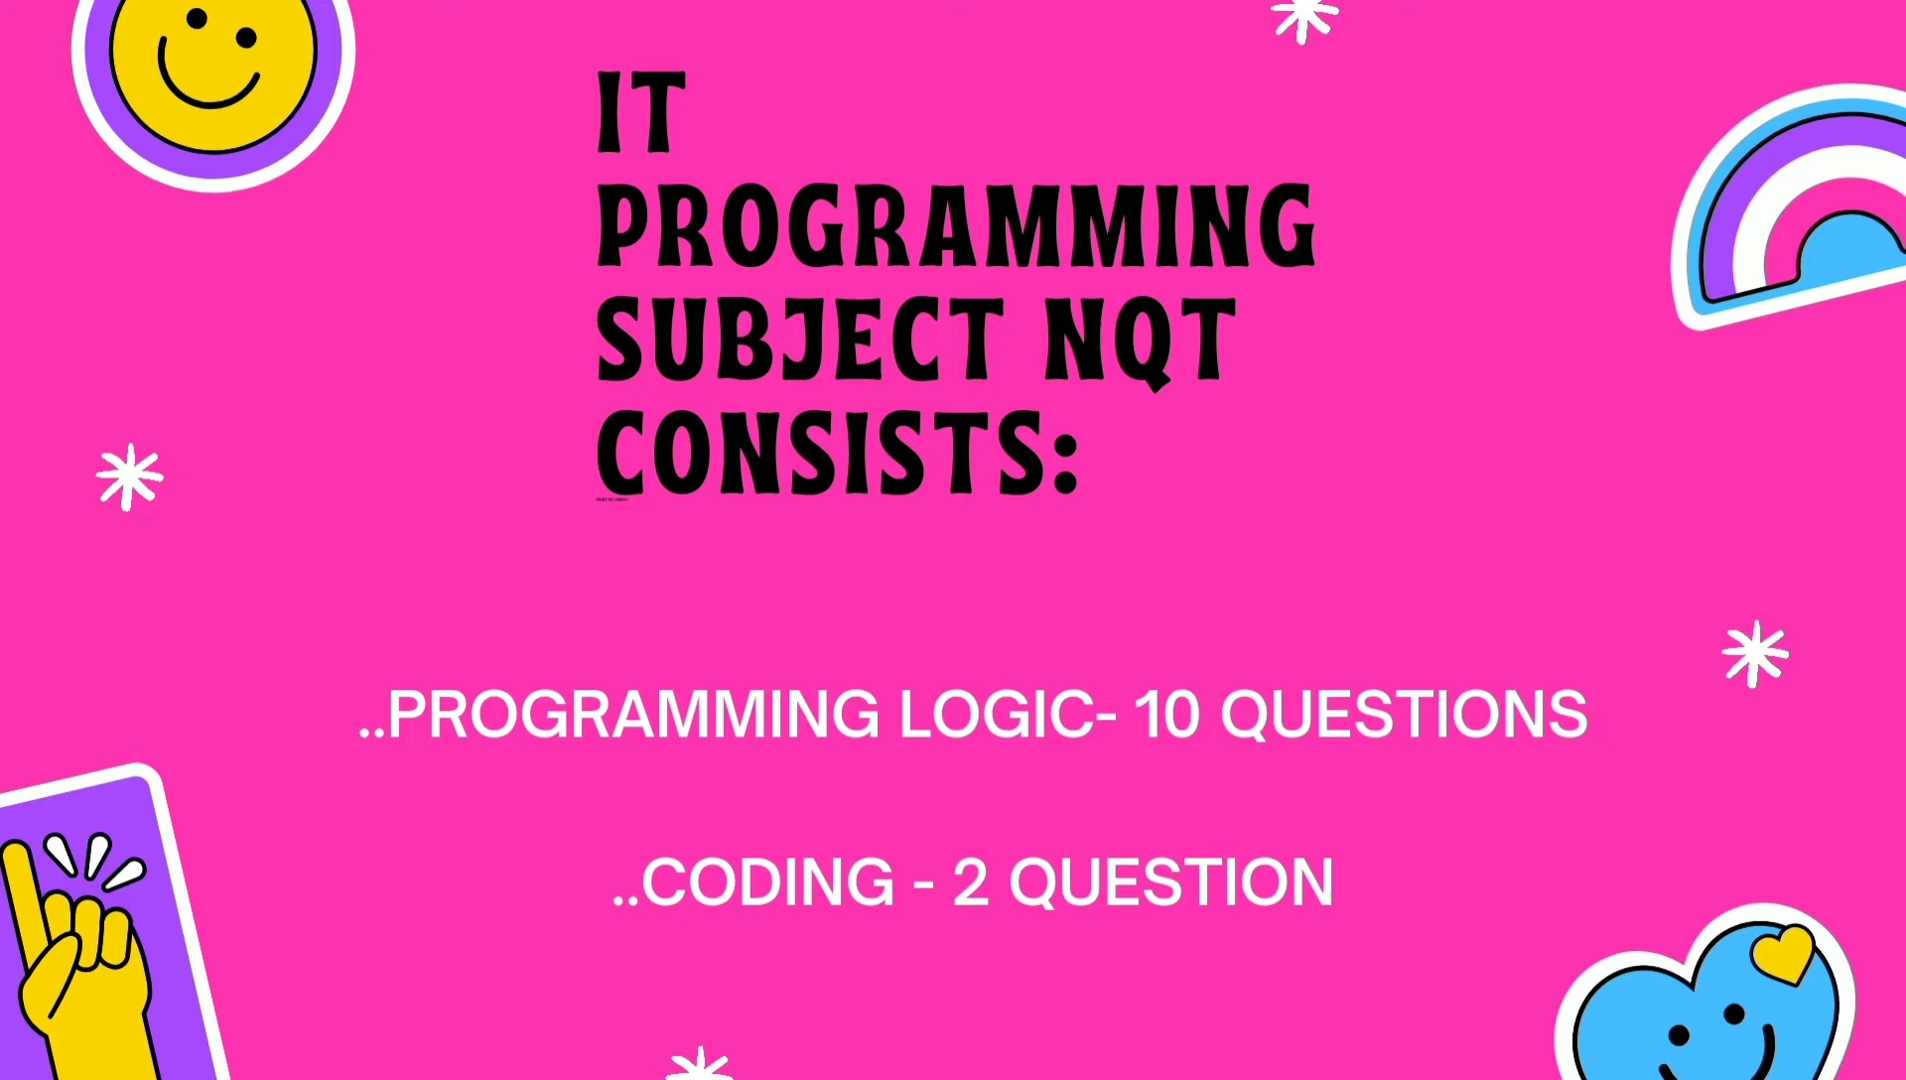 IT
PROGRAMMING
SUBJECT NQT
CONSISTS:
..PROGRAMMING LOGIC- 10 QUESTIONS
..CODING - 2 QUESTION